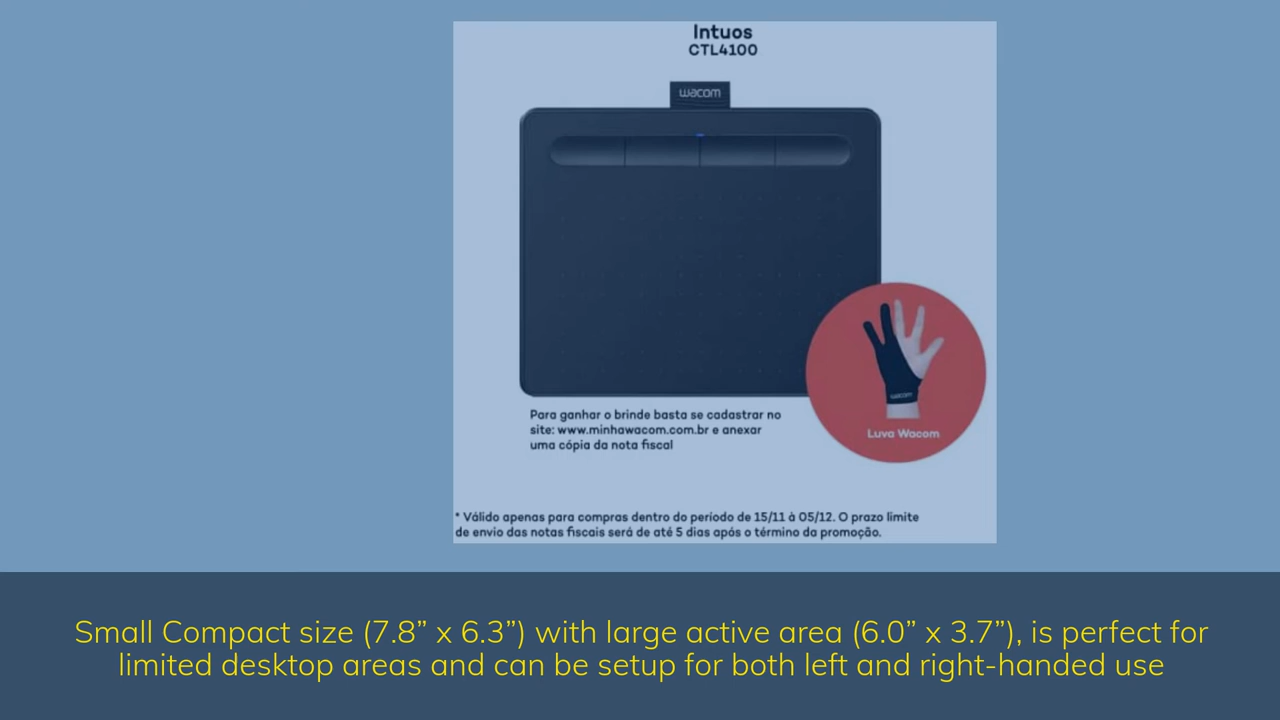 Intuos
CTL4100
wacom
Para ganhar o brinde basta se cadastrar no
site: www.minhawacom.com.br e anexar
uma cópia da nota fiscal
wacom
Luva Wacom
* Válido apenas para compras dentro do período de 15/11 à 05/12. O prazo limite
de envio das notas fiscais será de até 5 dias após o término da promoção.
Small Compact size (7.8” x 6.3”) with large active area (6.0” x 3.7”), is perfect for
limited desktop areas and can be setup for both left and right-handed use